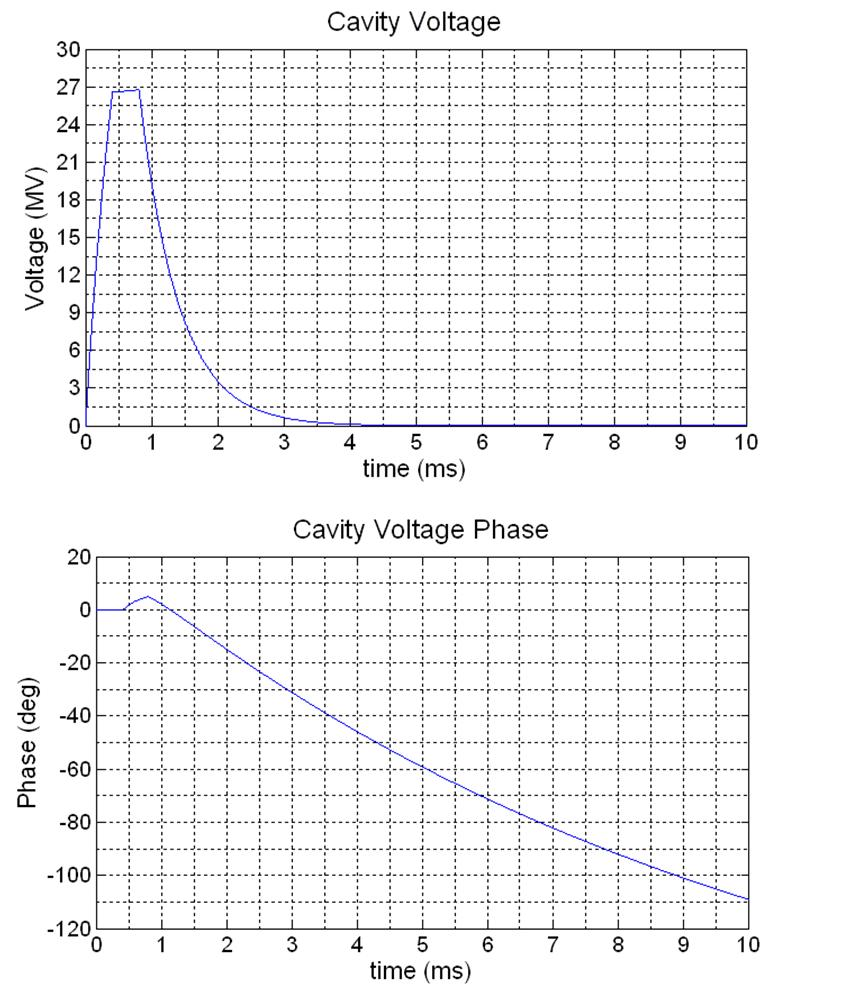 Cavity Voltage
30
27
24
21
18
15
12
9
6
3
0
Voltage (MV)
0 1 2 3 4 5 6 7 8 9 10
time (ms)
Cavity Voltage Phase
20
0
-20
-40
-60
-80
-100
-120
Phase (deg)
0 1 2 3 4 5 6 7 8 9 10
time (ms)